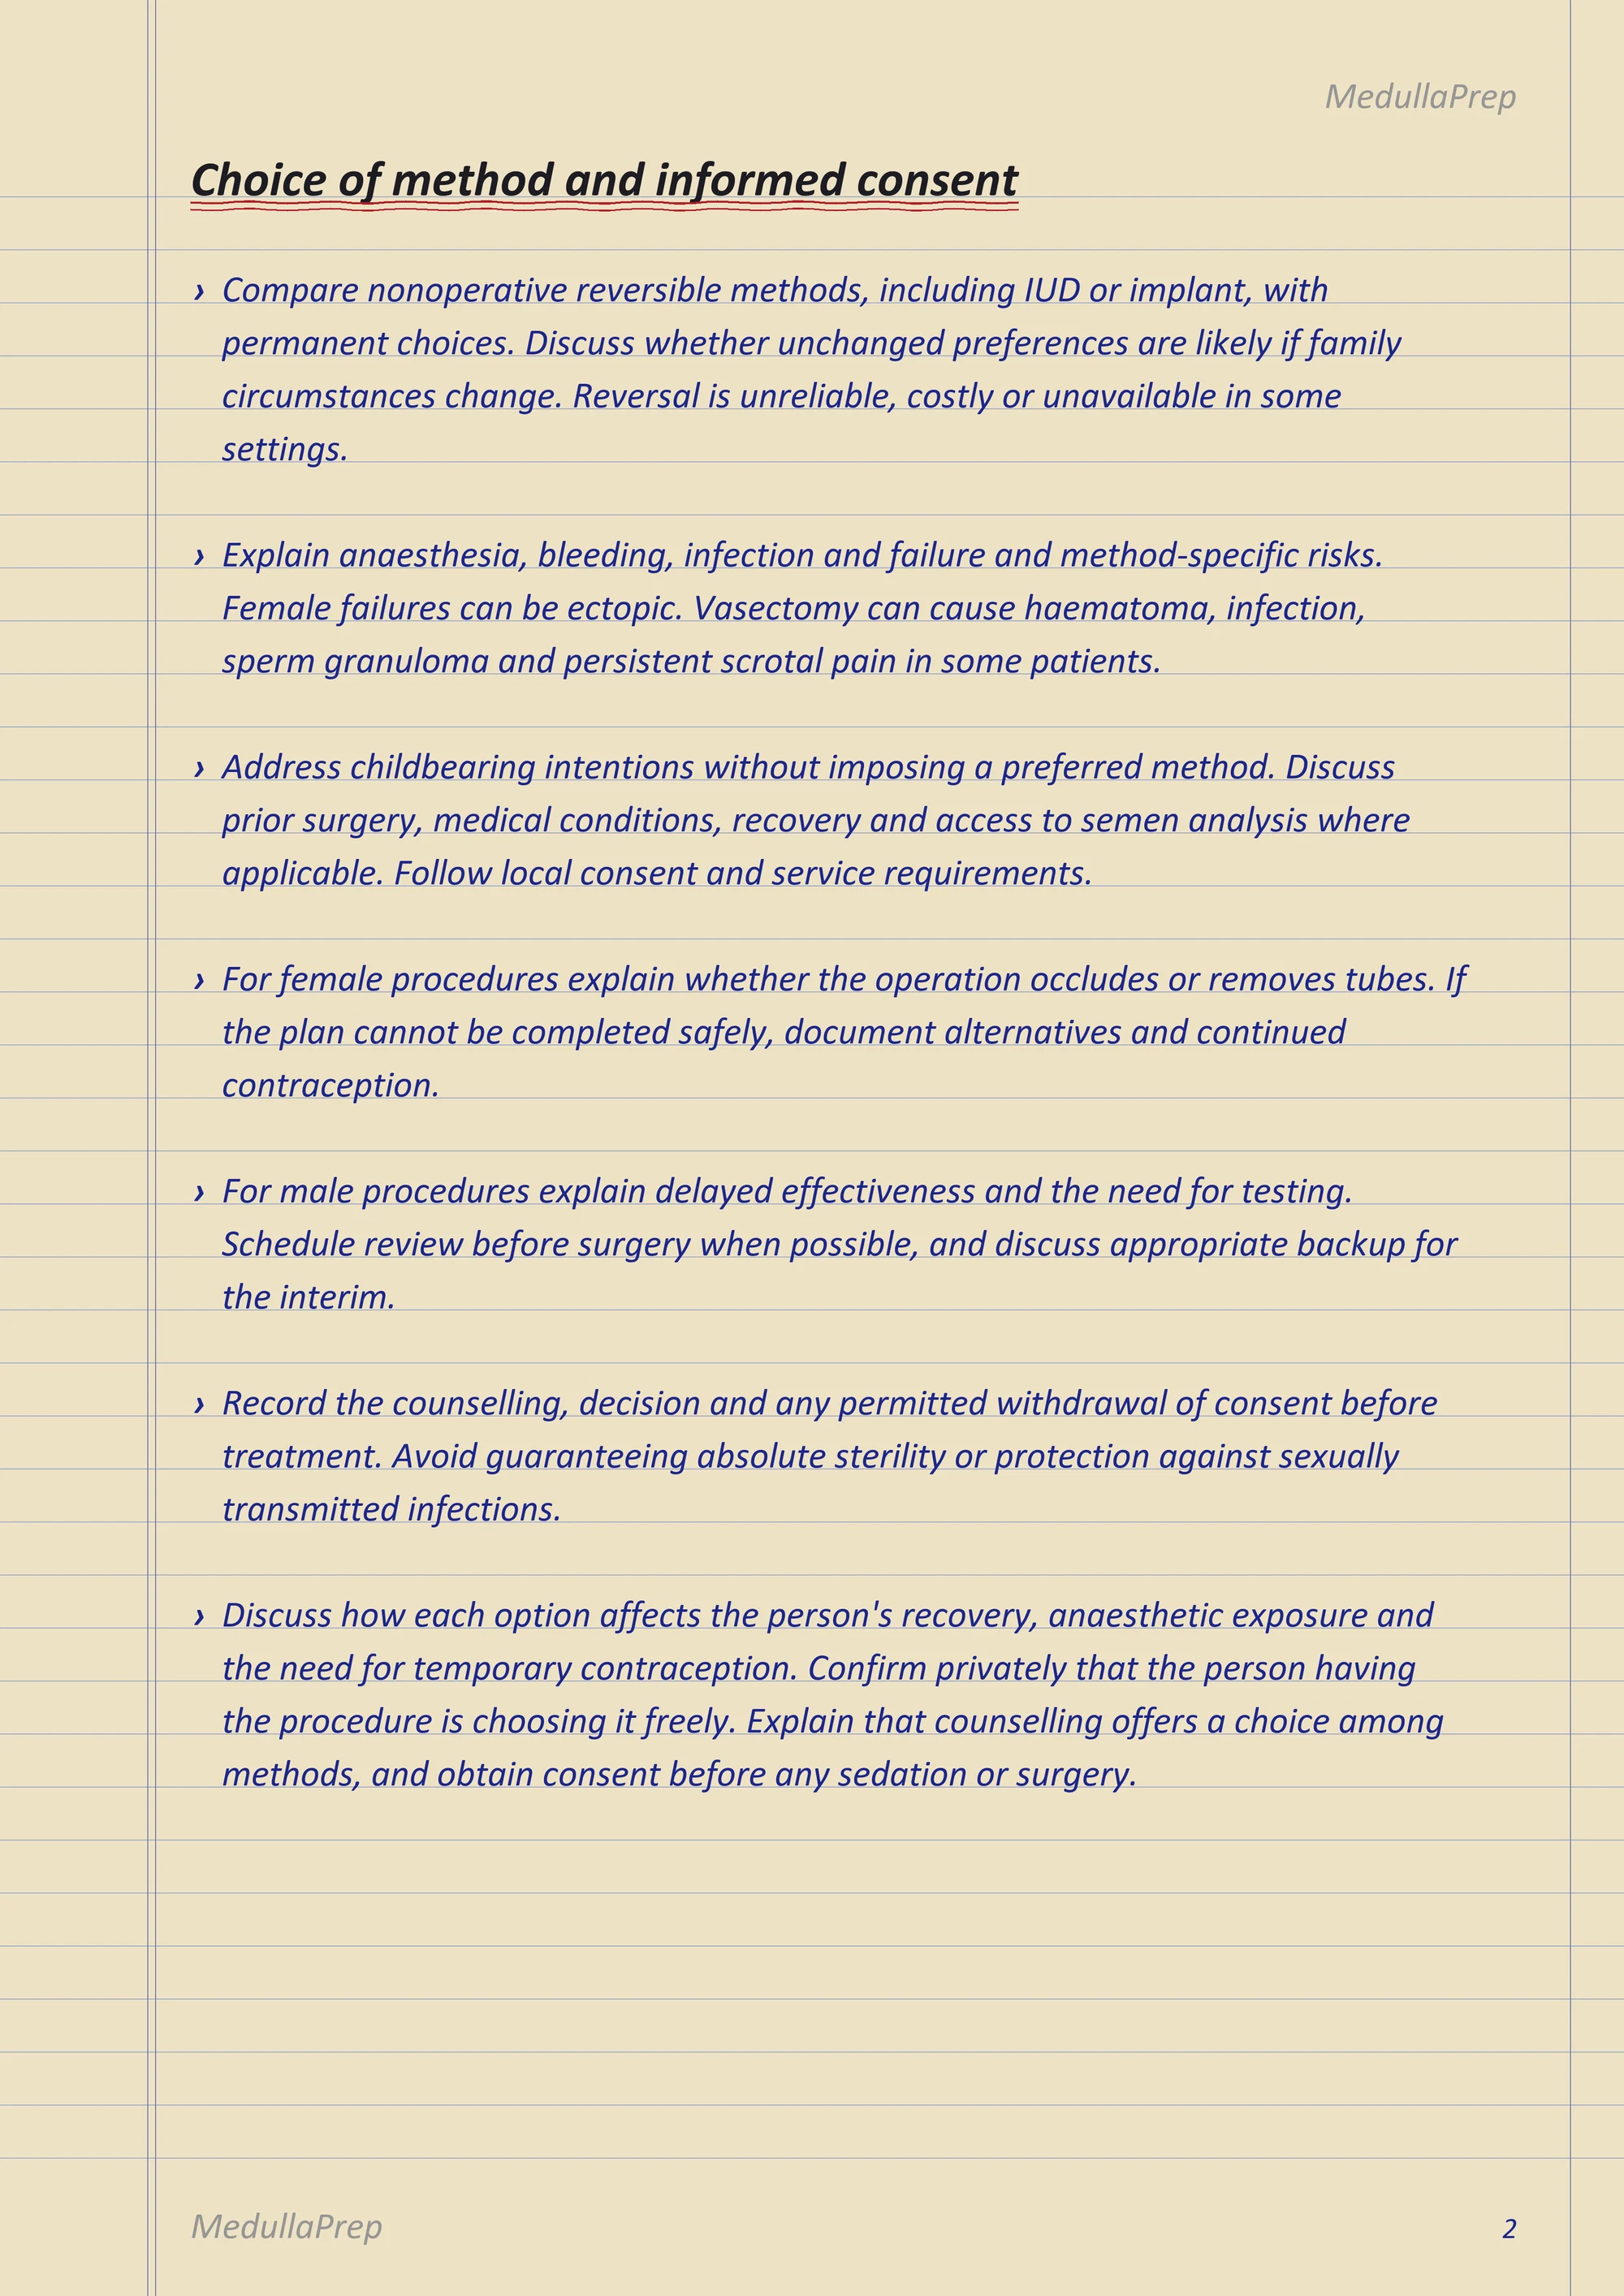 MedullaPrep
Choice of method and informed consent
› Compare nonoperative reversible methods, including IUD or implant, with
permanent choices. Discuss whether unchanged preferences are likely if family
circumstances change. Reversal is unreliable, costly or unavailable in some
settings.
› Explain anaesthesia, bleeding, infection and failure and method-specific risks.
Female failures can be ectopic. Vasectomy can cause haematoma, infection,
sperm granuloma and persistent scrotal pain in some patients.
› Address childbearing intentions without imposing a preferred method. Discuss
prior surgery, medical conditions, recovery and access to semen analysis where
applicable. Follow local consent and service requirements.
› For female procedures explain whether the operation occludes or removes tubes. If
the plan cannot be completed safely, document alternatives and continued
contraception.
› For male procedures explain delayed effectiveness and the need for testing.
Schedule review before surgery when possible, and discuss appropriate backup for
the interim.
› Record the counselling, decision and any permitted withdrawal of consent before
treatment. Avoid guaranteeing absolute sterility or protection against sexually
transmitted infections.
› Discuss how each option affects the person's recovery, anaesthetic exposure and
the need for temporary contraception. Confirm privately that the person having
the procedure is choosing it freely. Explain that counselling offers a choice among
methods, and obtain consent before any sedation or surgery.
MedullaPrep
2